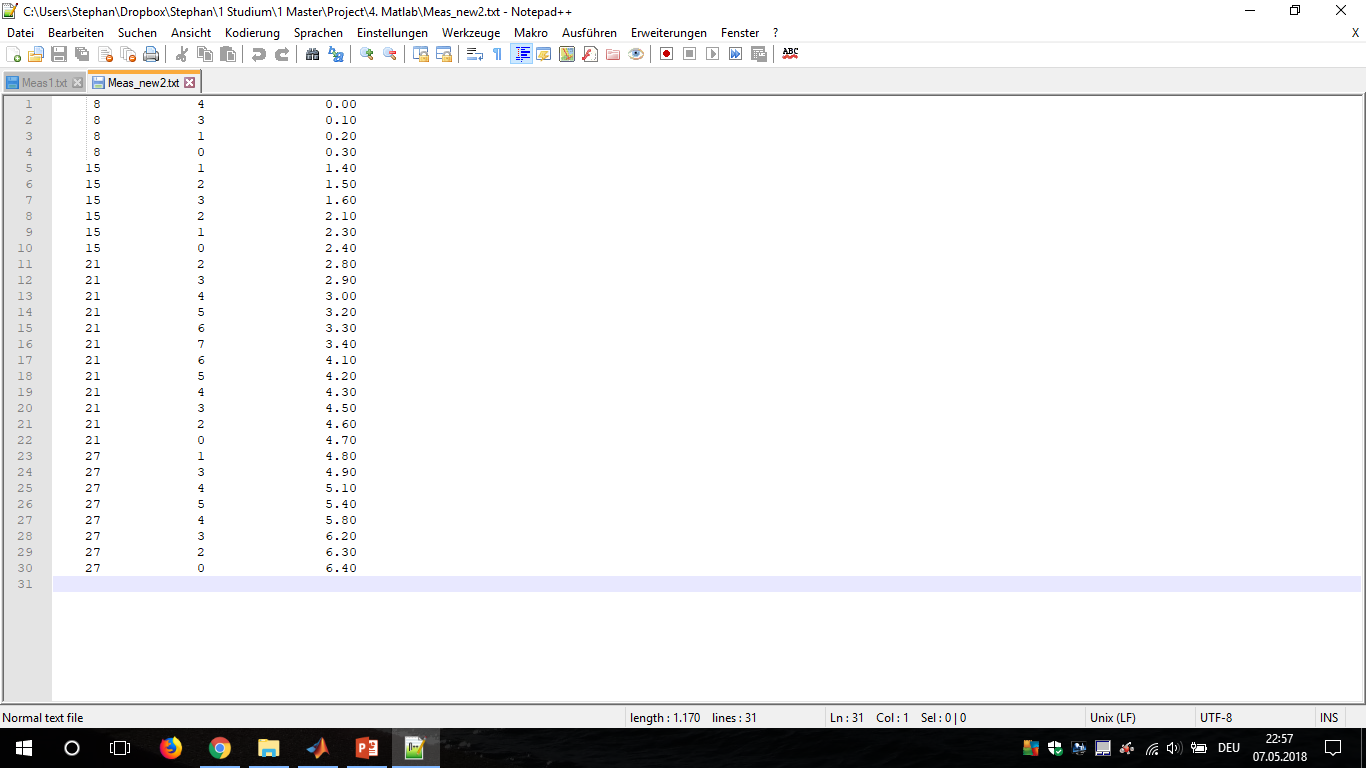 C:\Users\Stephan\Dropbox\Stephan\1 Studium\1 Master\Project\4. Matlab\Meas_new2.txt - Notepad++
Datei Bearbeiten Suchen Ansicht Kodierung Sprachen Einstellungen Werkzeuge Makro Ausführen Erweiterungen Fenster ? X
ABC
Meas1.txt Meas_new2.txt
1 8 4 0.00
2 8 3 0.10
3 8 1 0.20
4 8 0 0.30
5 15 1 1.40
6 15 2 1.50
7 15 3 1.60
8 15 2 2.10
9 15 1 2.30
10 15 0 2.40
11 21 2 2.80
12 21 3 2.90
13 21 4 3.00
14 21 5 3.20
15 21 6 3.30
16 21 7 3.40
17 21 6 4.10
18 21 5 4.20
19 21 4 4.30
20 21 3 4.50
21 21 2 4.60
22 21 0 4.70
23 27 1 4.80
24 27 3 4.90
25 27 4 5.10
26 27 5 5.40
27 27 4 5.80
28 27 3 6.20
29 27 2 6.30
30 27 0 6.40
31
Normal text file length : 1.170 lines : 31 Ln : 31 Col : 1 Sel : 0 | 0 Unix (LF) UTF-8 INS
DEU 22:57
07.05.2018